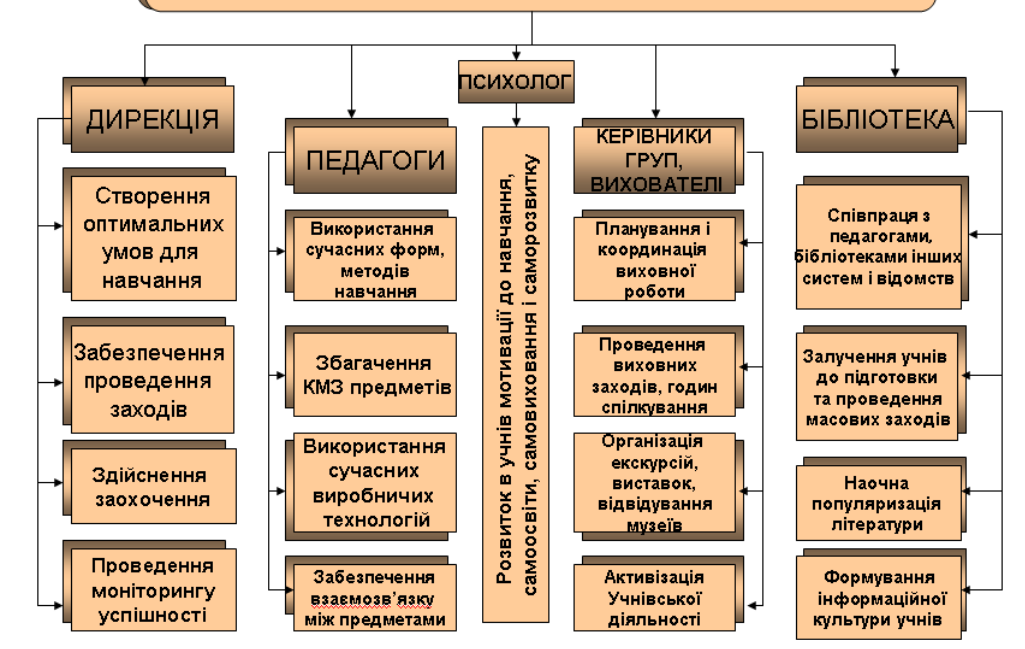 ПСИХОЛОГ
ДИРЕКЦІЯ
Створення
оптимальних
умов для
навчання
Забезпечення
проведення
заходів
Здійснення
заохочення
Проведення
моніторингу
успішності
ПЕДАГОГИ
Використання
сучасних форм,
методів
навчання
Збагачення
КМЗ предметів
Використання
сучасних
виробничих
технологій
Забезпечення
взаємозв'язку
між предметами
Розвиток в учнів мотивації до навчання,
самоосвіти, самовиховання і саморозвитку
КЕРІВНИКИ
ГРУП,
ВИХОВАТЕЛІ
Планування і
координація
виховної
роботи
Проведення
виховних
заходів, годин
спілкування
Організація
екскурсій,
виставок,
відвідування
музеїв
Активізація
Учнівської
діяльності
БІБЛІОТЕКА
Співпраця з
педагогами,
бібліотеками інших
систем і відомств
Залучення учнів
до підготовки
та проведення
масових заходів
Наочна
популяризація
літератури
Формування
інформаційної
культури учнів